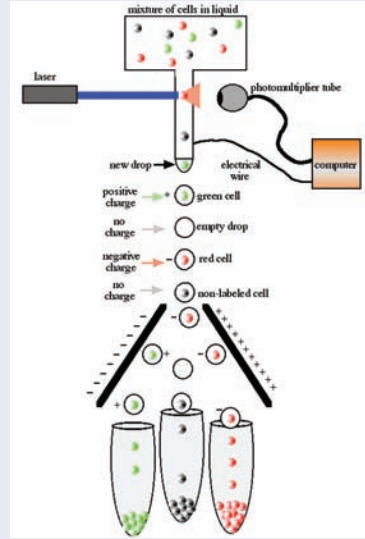 mixture of cells in liquid
laser
photomultiplier tube
new drop
electrical
wire
computer
positive
charge
+
green cell
no
charge
empty drop
negative
charge
-
red cell
no
charge
non-labeled cell
-
- - - - - - - - -
+ + + + + + + + + +
+
-
+
-